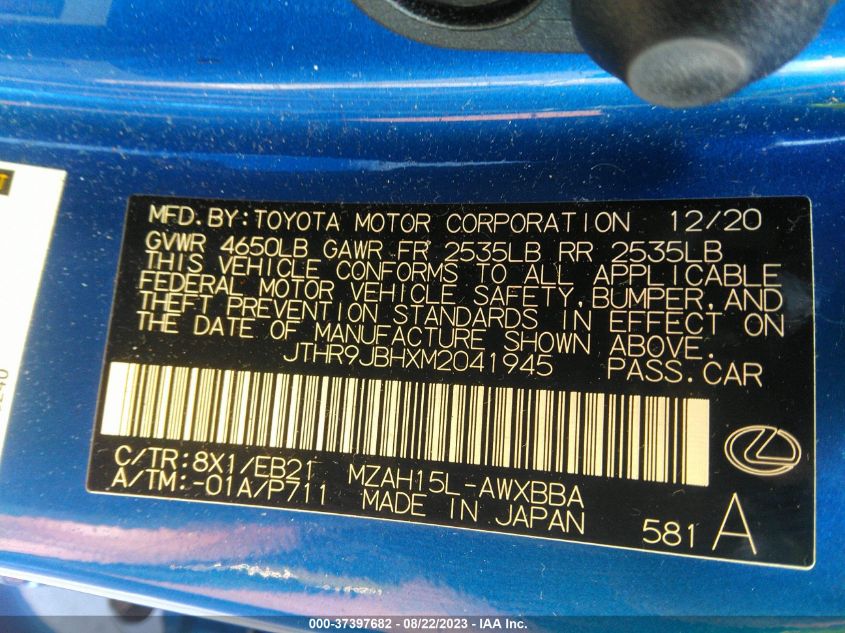 MFD.BY:TOYOTA MOTOR CORPORATION 12/20
GVWR 4650LB GAWR FR 2535LB RR 2535LB
THIS VEHICLE CONFORMS TO ALL APPLICABLE
FEDERAL MOTOR VEHICLE SAFETY,BUMPER,AND
THEFT PREVENTION STANDARDS IN EFFECT ON
THE DATE OF MANUFACTURE SHOWN ABOVE.
JTHR9JBHXM2041945 PASS.CAR
C/TR:8X1/EB21 MZAH15L-AWXBBA
A/TM:-01A/P711 MADE IN JAPAN
581 A
000-37397682 - 08/22/2023 - IAA Inc.